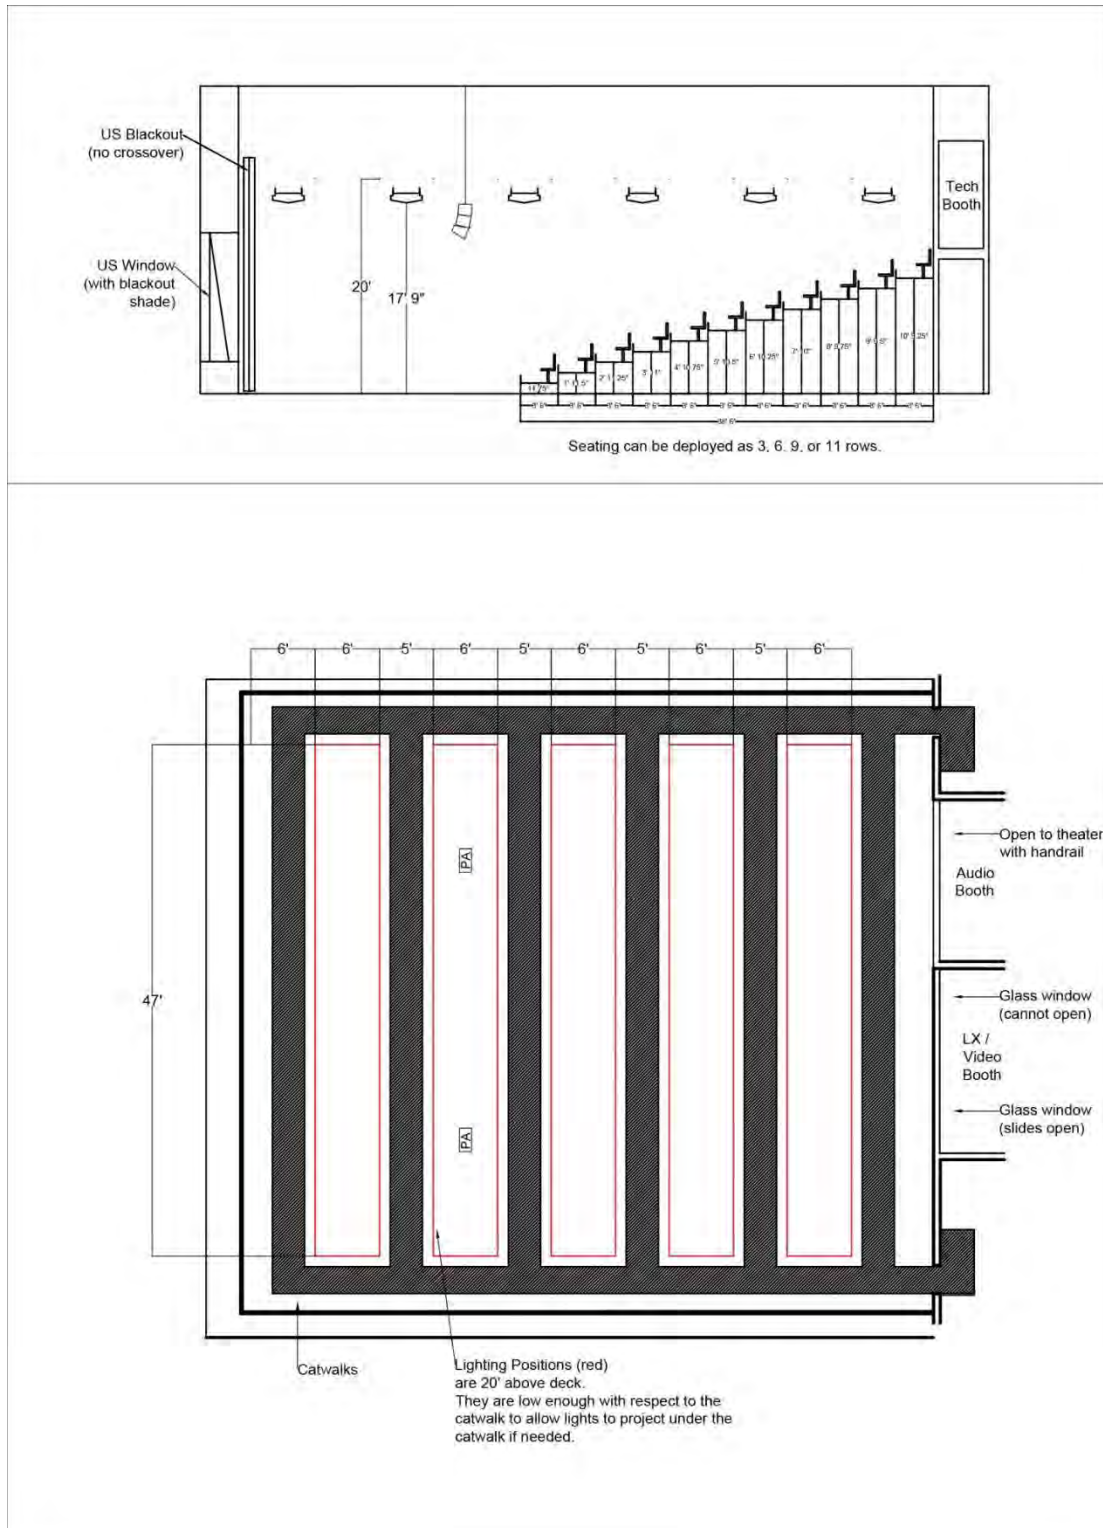 US Blackout
(no crossover)
US Window
(with blackout
shade)
20'
17' 9"
Tech
Booth
Seating can be deployed as 3, 6. 9, or 11 rows.
6' 6' 5' 6' 5' 6' 5' 6' 5' 6'
47'
PA
PA
Open to theater
with handrail
Audio
Booth
Glass window
(cannot open)
LX /
Video
Booth
Glass window
(slides open)
Catwalks
Lighting Positions (red)
are 20' above deck.
They are low enough with respect to the
catwalk to allow lights to project under the
catwalk if needed.